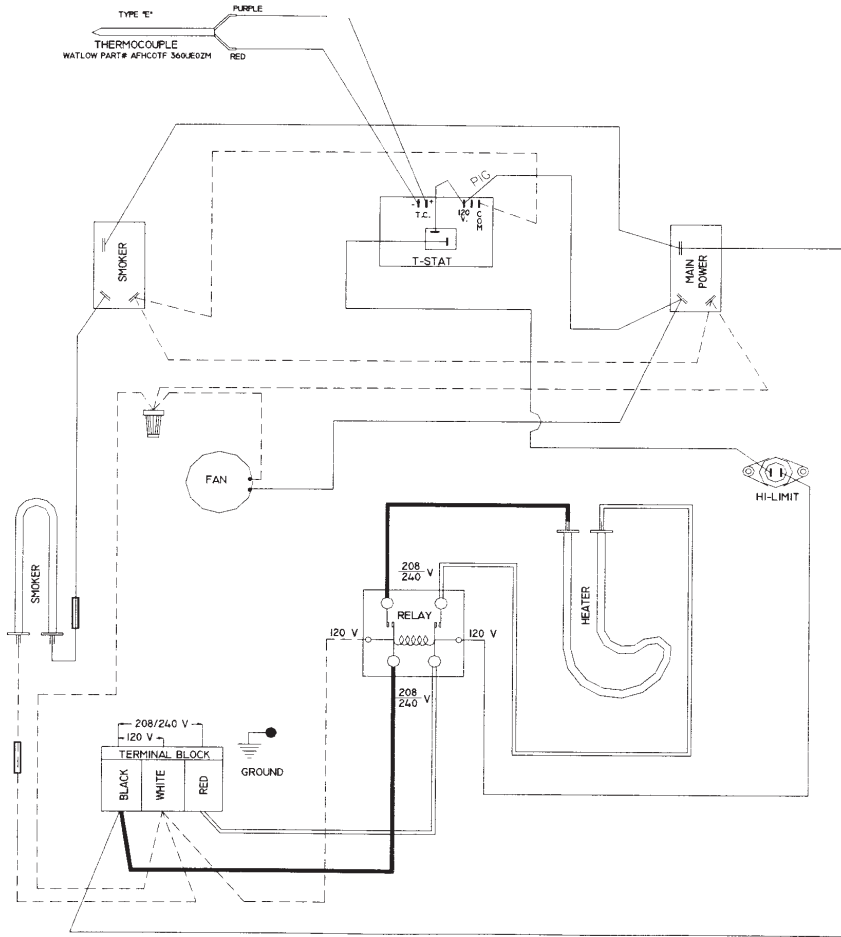 TYPE "E"
PURPLE
THERMOCOUPLE
WATLOW PART# AFHCOTF 360UE0ZM
RED
PIG
- +
T.C.
120 V.
COM
T-STAT
SMOKER
MAIN POWER
FAN
HI-LIMIT
SMOKER
208/240 V
RELAY
HEATER
120 V
120 V
208/240 V
208/240 V
120 V
TERMINAL BLOCK
BLACK
WHITE
RED
GROUND